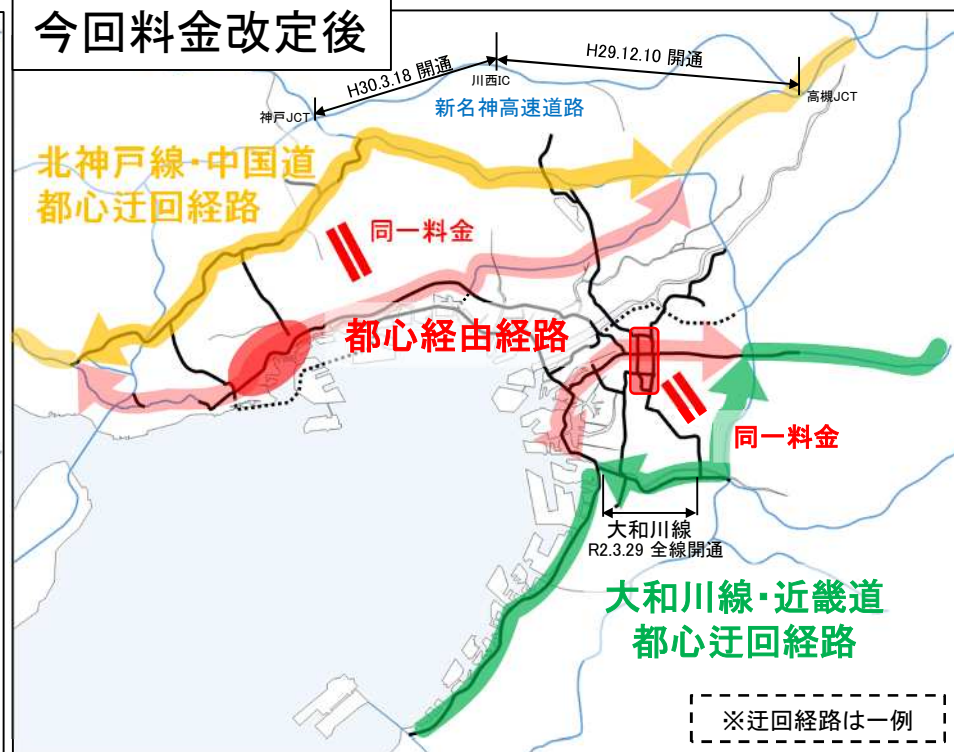 今回料金改定後
H30.3.18 開通
H29.12.10 開通
神戸JCT
川西IC
高槻JCT
新名神高速道路
北神戸線・中国道
都心迂回経路
同一料金
都心経由経路
同一料金
大和川線
R2.3.29 全線開通
大和川線・近畿道
都心迂回経路
※迂回経路は一例